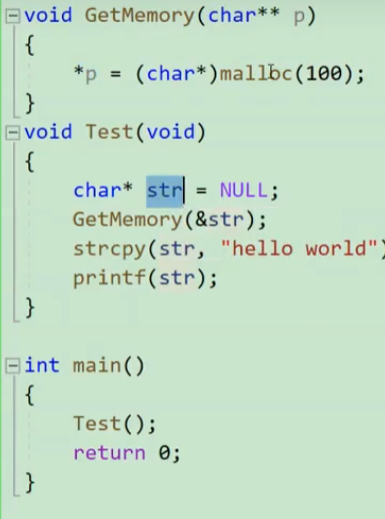 void GetMemory(char** p)
{
    *p = (char*)malloc(100);
}
void Test(void)
{
    char* str = NULL;
    GetMemory(&str);
    strcpy(str, "hello world")
    printf(str);
}
int main()
{
    Test();
    return 0;
}